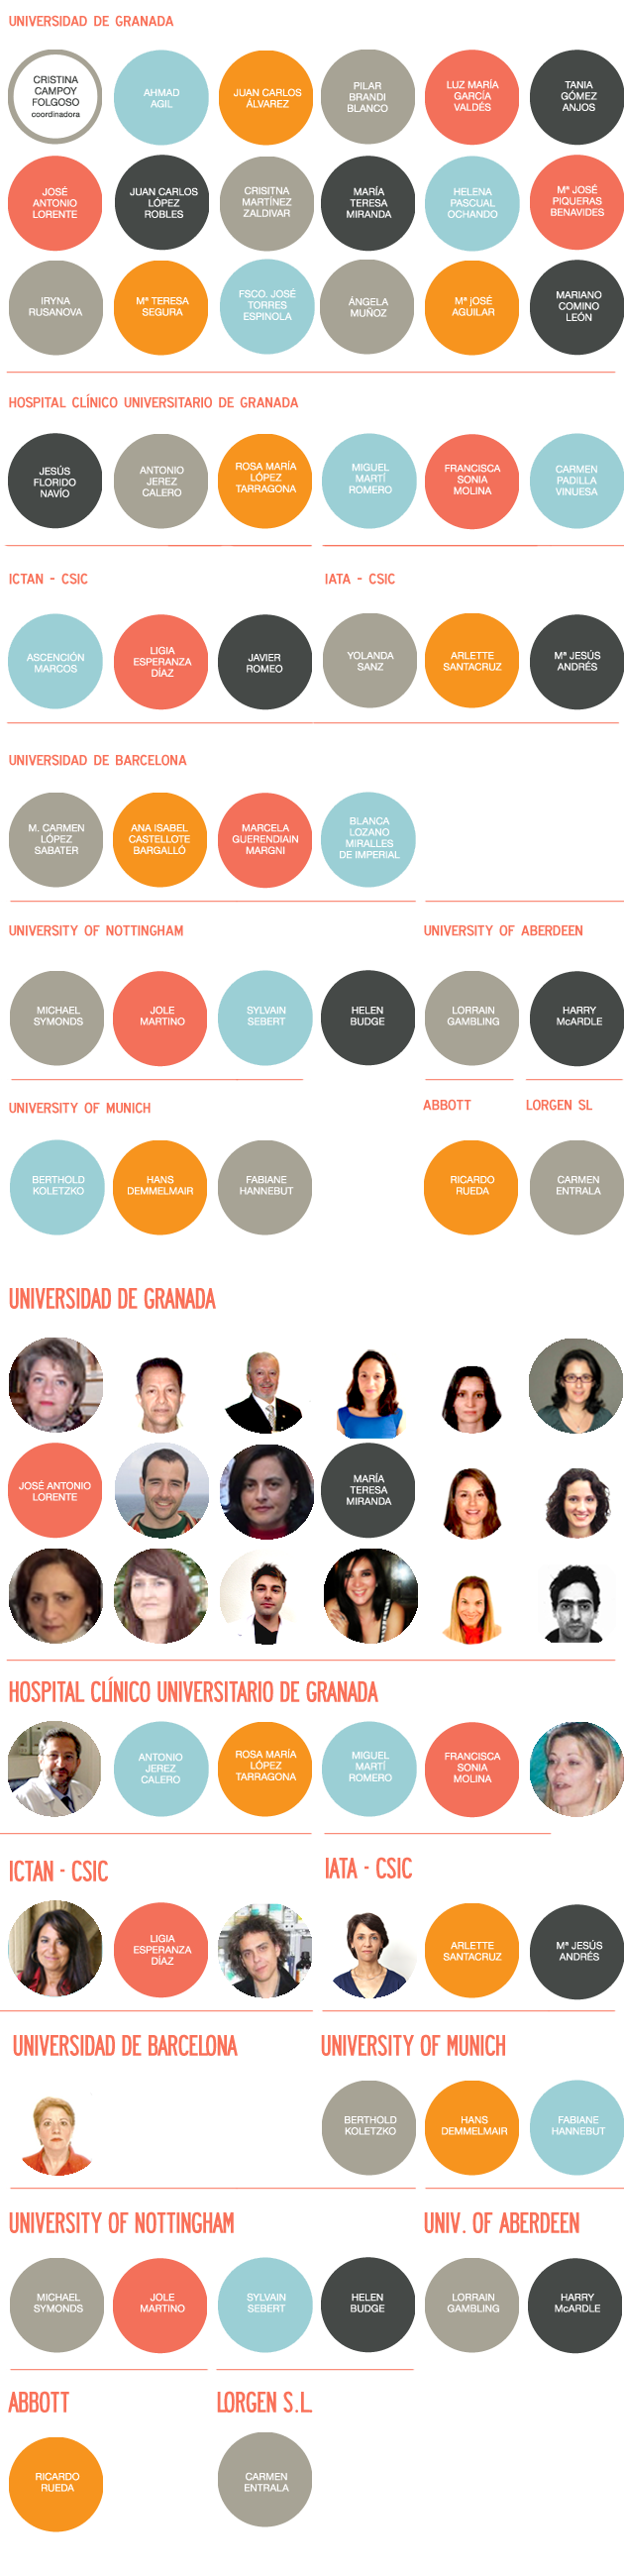 UNIVERSIDAD DE GRANADA
CRISTINA
CAMPOY
FOLGOSO
coordinadora
AHMAD
AGIL
JUAN CARLOS
ÁLVAREZ
PILAR
BRANDI
BLANCO
LUZ MARÍA
GARCÍA
VALDÉS
TANIA
GÓMEZ
ANJOS
JOSÉ
ANTONIO
LORENTE
JUAN CARLOS
LÓPEZ
ROBLES
CRISITNA
MARTÍNEZ
ZALDIVAR
MARÍA
TERESA
MIRANDA
HELENA
PASCUAL
OCHANDO
Mª JOSÉ
PIQUERAS
BENAVIDES
IRYNA
RUSANOVA
Mª TERESA
SEGURA
FSCO. JOSÉ
TORRES
ESPINOLA
ÁNGELA
MUÑOZ
Mª jOSÉ
AGUILAR
MARIANO
COMINO
LEÓN
HOSPITAL CLÍNICO UNIVERSITARIO DE GRANADA
JESÚS
FLORIDO
NAVÍO
ANTONIO
JEREZ
CALERO
ROSA MARÍA
LÓPEZ
TARRAGONA
MIGUEL
MARTÍ
ROMERO
FRANCISCA
SONIA
MOLINA
CARMEN
PADILLA
VINUESA
ICTAN - CSIC
IATA - CSIC
ASCENCIÓN
MARCOS
LIGIA
ESPERANZA
DÍAZ
JAVIER
ROMEO
YOLANDA
SANZ
ARLETTE
SANTACRUZ
Mª JESÚS
ANDRÉS
UNIVERSIDAD DE BARCELONA
M. CARMEN
LÓPEZ
SABATER
ANA ISABEL
CASTELLOTE
BARGALLÓ
MARCELA
GUERENDIAIN
MARGNI
BLANCA
LOZANO
MIRALLES
DE IMPERIAL
UNIVERSITY OF NOTTINGHAM
UNIVERSITY OF ABERDEEN
MICHAEL
SYMONDS
JOLE
MARTINO
SYLVAIN
SEBERT
HELEN
BUDGE
LORRAIN
GAMBLING
HARRY
McARDLE
UNIVERSITY OF MUNICH
ABBOTT
LORGEN SL
BERTHOLD
KOLETZKO
HANS
DEMMELMAIR
FABIANE
HANNEBUT
RICARDO
RUEDA
CARMEN
ENTRALA
UNIVERSIDAD DE GRANADA
JOSÉ ANTONIO
LORENTE
MARÍA
TERESA
MIRANDA
HOSPITAL CLÍNICO UNIVERSITARIO DE GRANADA
ANTONIO
JEREZ
CALERO
ROSA MARÍA
LÓPEZ
TARRAGONA
MIGUEL
MARTÍ
ROMERO
FRANCISCA
SONIA
MOLINA
ICTAN - CSIC
IATA - CSIC
LIGIA
ESPERANZA
DÍAZ
ARLETTE
SANTACRUZ
Mª JESÚS
ANDRÉS
UNIVERSIDAD DE BARCELONA
UNIVERSITY OF MUNICH
BERTHOLD
KOLETZKO
HANS
DEMMELMAIR
FABIANE
HANNEBUT
UNIVERSITY OF NOTTINGHAM
UNIV. OF ABERDEEN
MICHAEL
SYMONDS
JOLE
MARTINO
SYLVAIN
SEBERT
HELEN
BUDGE
LORRAIN
GAMBLING
HARRY
McARDLE
ABBOTT
LORGEN S.L.
RICARDO
RUEDA
CARMEN
ENTRALA